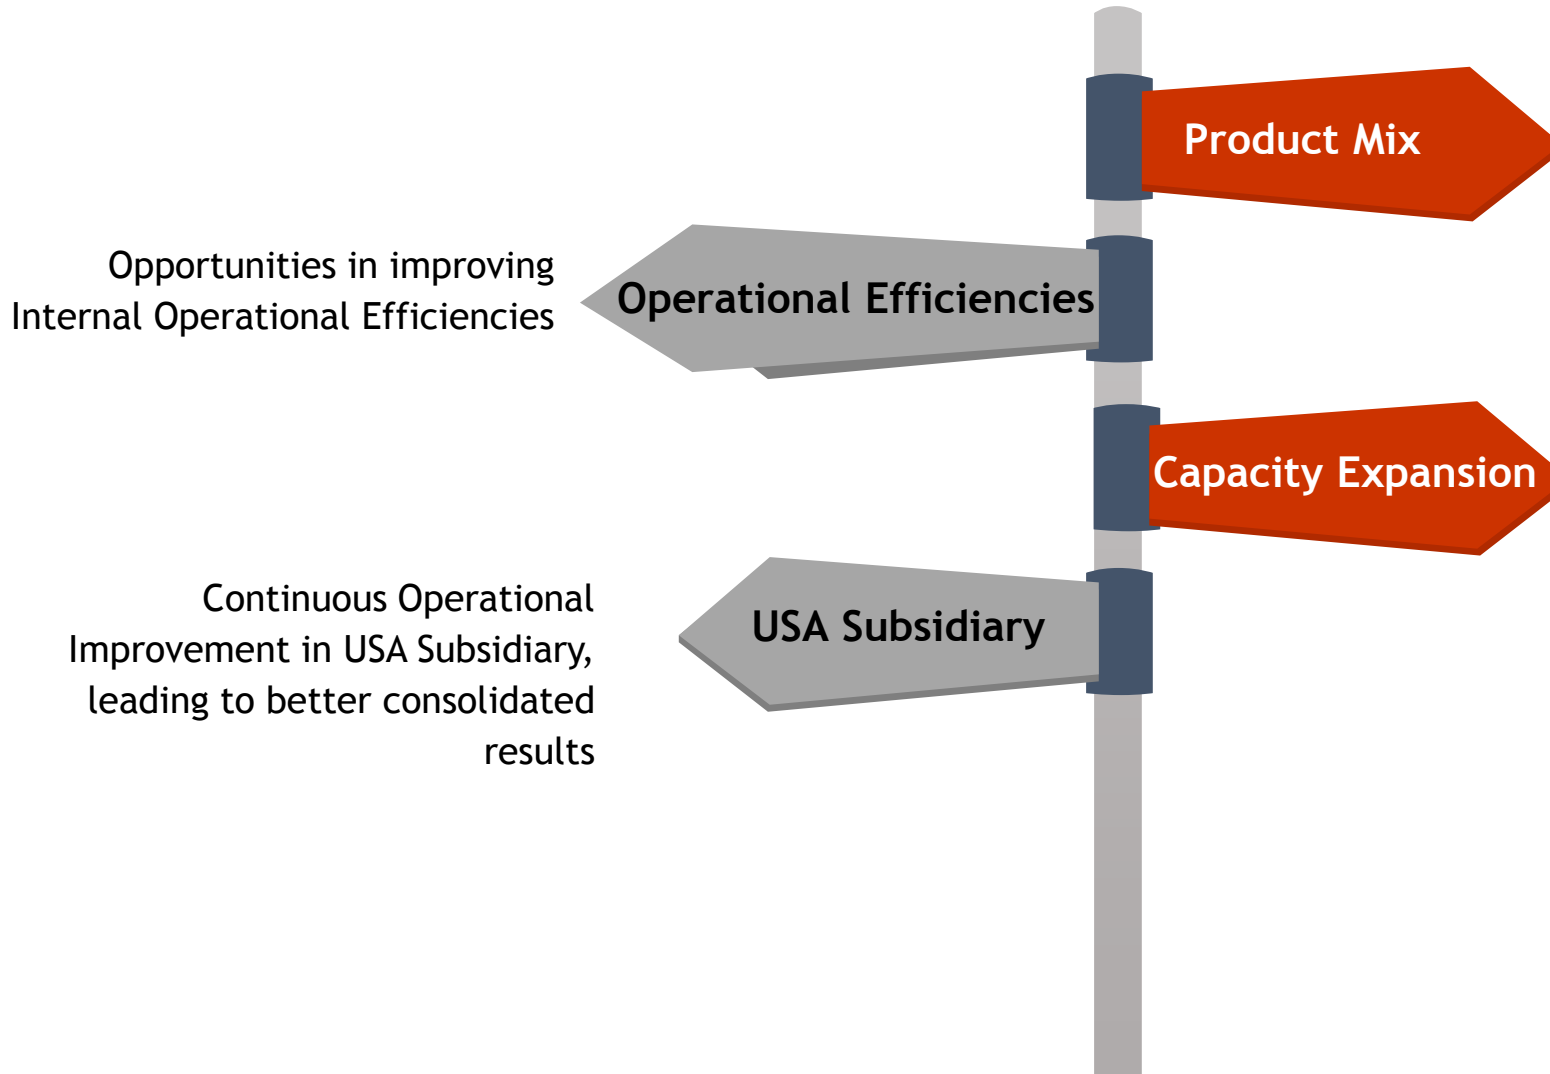 Product Mix
Opportunities in improving
Internal Operational Efficiencies
Operational Efficiencies
Capacity Expansion
Continuous Operational
Improvement in USA Subsidiary,
leading to better consolidated
results
USA Subsidiary